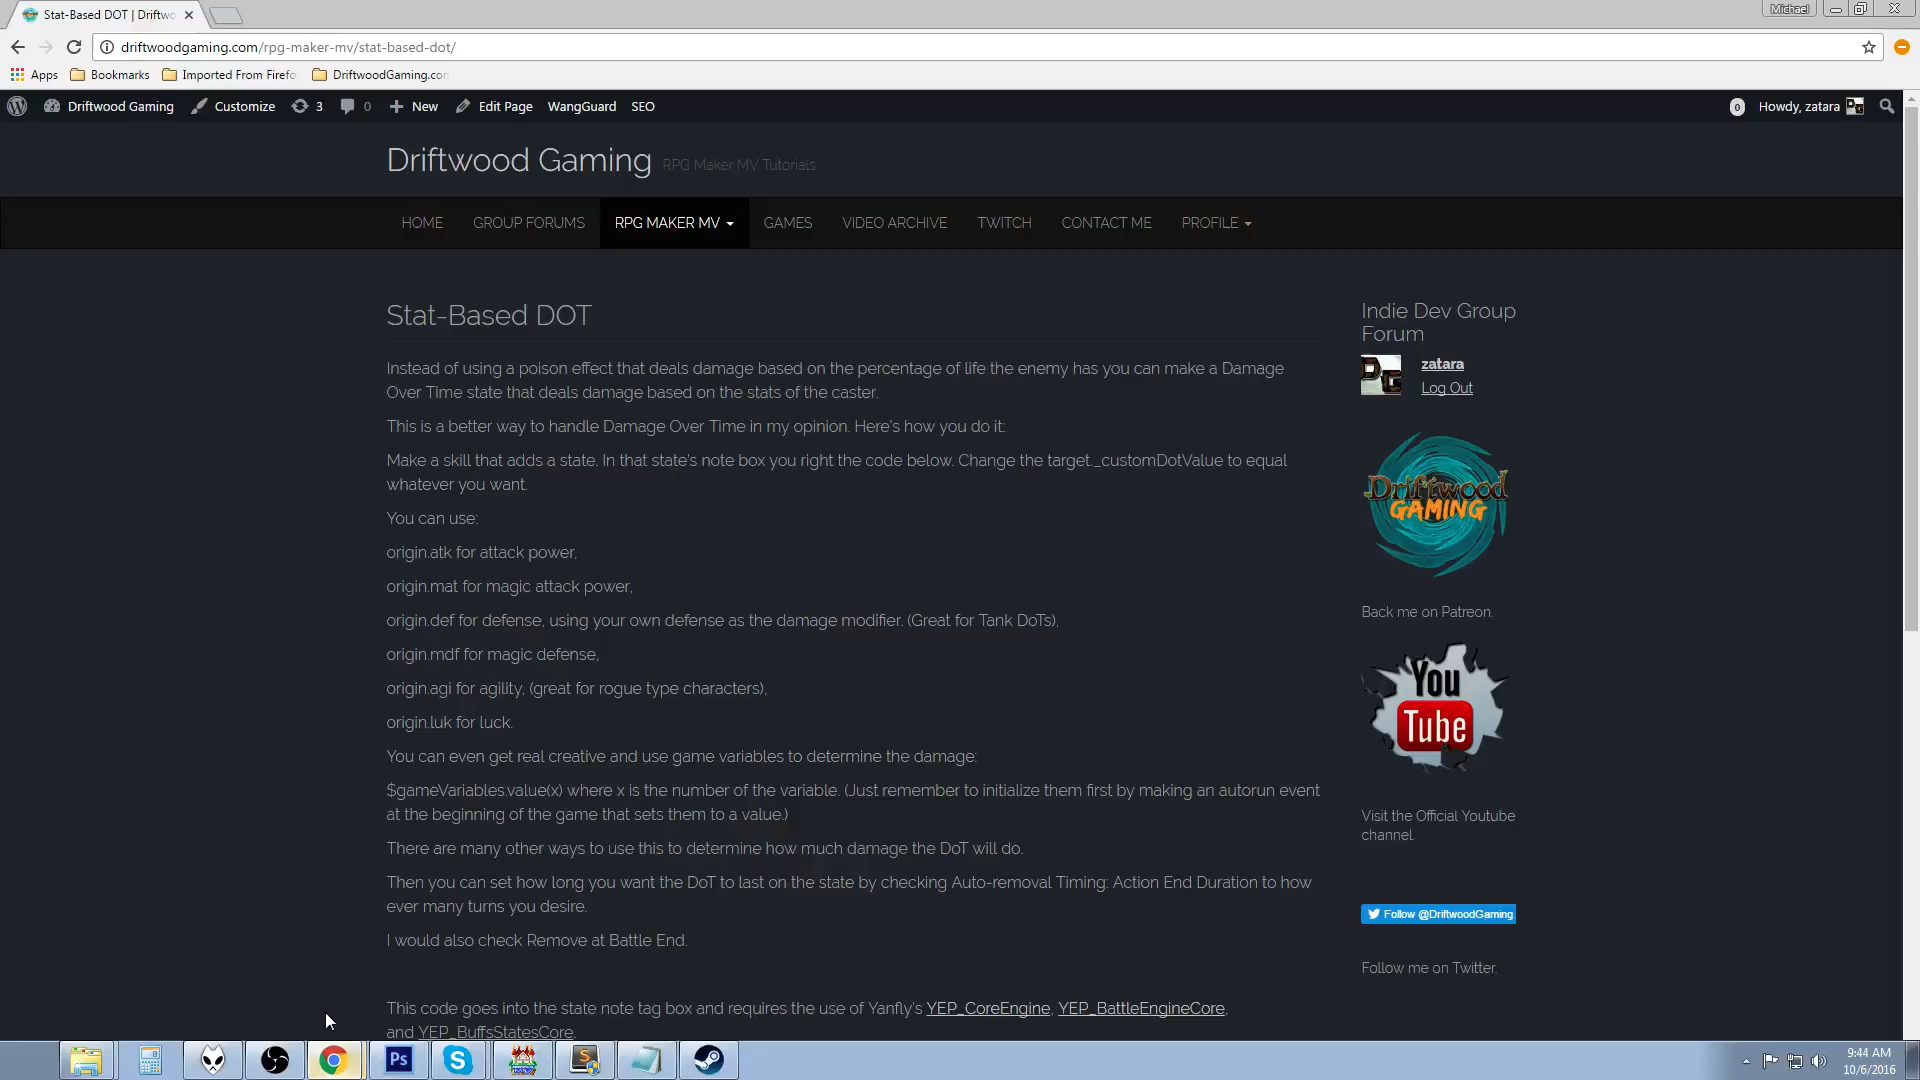 Stat-Based DOT | Driftwo
Michael
driftwoodgaming.com/rpg-maker-mv/stat-based-dot/
Apps Bookmarks Imported From Firefo DriftwoodGaming.con
Driftwood Gaming Customize 3 0 New Edit Page WangGuard SEO 0 Howdy, zatara
Driftwood Gaming RPG Maker MV Tutorials
HOME GROUP FORUMS RPG MAKER MV GAMES VIDEO ARCHIVE TWITCH CONTACT ME PROFILE
Stat-Based DOT
Instead of using a poison effect that deals damage based on the percentage of life the enemy has you can make a Damage
Over Time state that deals damage based on the stats of the caster.
This is a better way to handle Damage Over Time in my opinion. Here's how you do it:
Make a skill that adds a state. In that state's note box you right the code below. Change the target._customDotValue to equal
whatever you want.
You can use:
origin.atk for attack power,
origin.mat for magic attack power,
origin.def for defense, using your own defense as the damage modifier. (Great for Tank DoTs),
origin.mdf for magic defense,
origin.agi for agility, (great for rogue type characters),
origin.luk for luck.
You can even get real creative and use game variables to determine the damage:
$gameVariables.value(x) where x is the number of the variable. (Just remember to initialize them first by making an autorun event
at the beginning of the game that sets them to a value.)
There are many other ways to use this to determine how much damage the DoT will do.
Then you can set how long you want the DoT to last on the state by checking Auto-removal Timing: Action End Duration to how
ever many turns you desire.
I would also check Remove at Battle End.
This code goes into the state note tag box and requires the use of Yanfly's YEP_CoreEngine, YEP_BattleEngineCore,
and YEP_BuffsStatesCore.
Indie Dev Group
Forum
DG
zatara
Log Out
Driftwood
GAMING
Back me on Patreon.
You
Tube
Visit the Official Youtube
channel.
Follow @DriftwoodGaming
Follow me on Twitter.
Ps
S
9:44 AM
10/6/2016